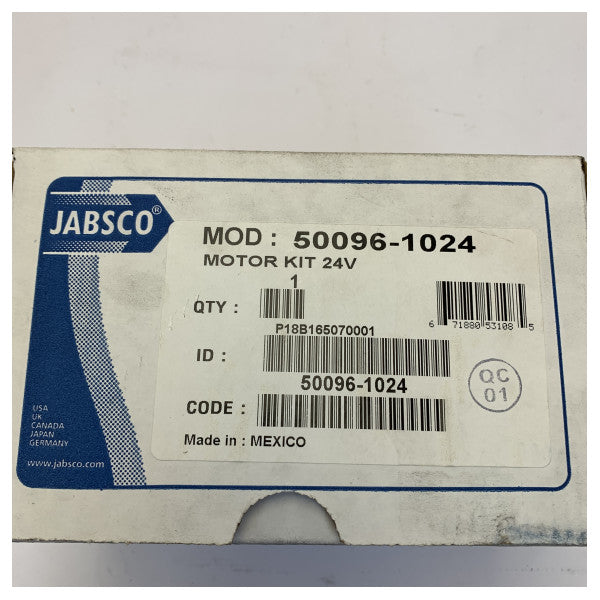 JABSCO®
MOD : 50096-1024
MOTOR KIT 24V
1
QTY :
6 71880 53108 5
P18B165070001
ID :
50096-1024
QC
01
CODE :
Made in : MEXICO
USA
UK
CANADA
JAPAN
GERMANY
www.jabsco.com